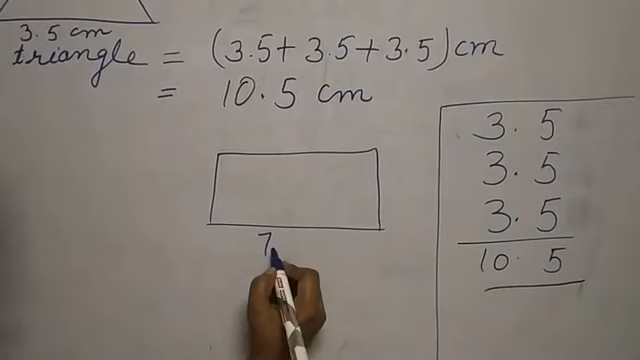 3.5 cm
triangle = (3.5 + 3.5 + 3.5) cm
= 10.5 cm
7
3.5
3.5
3.5
10.5